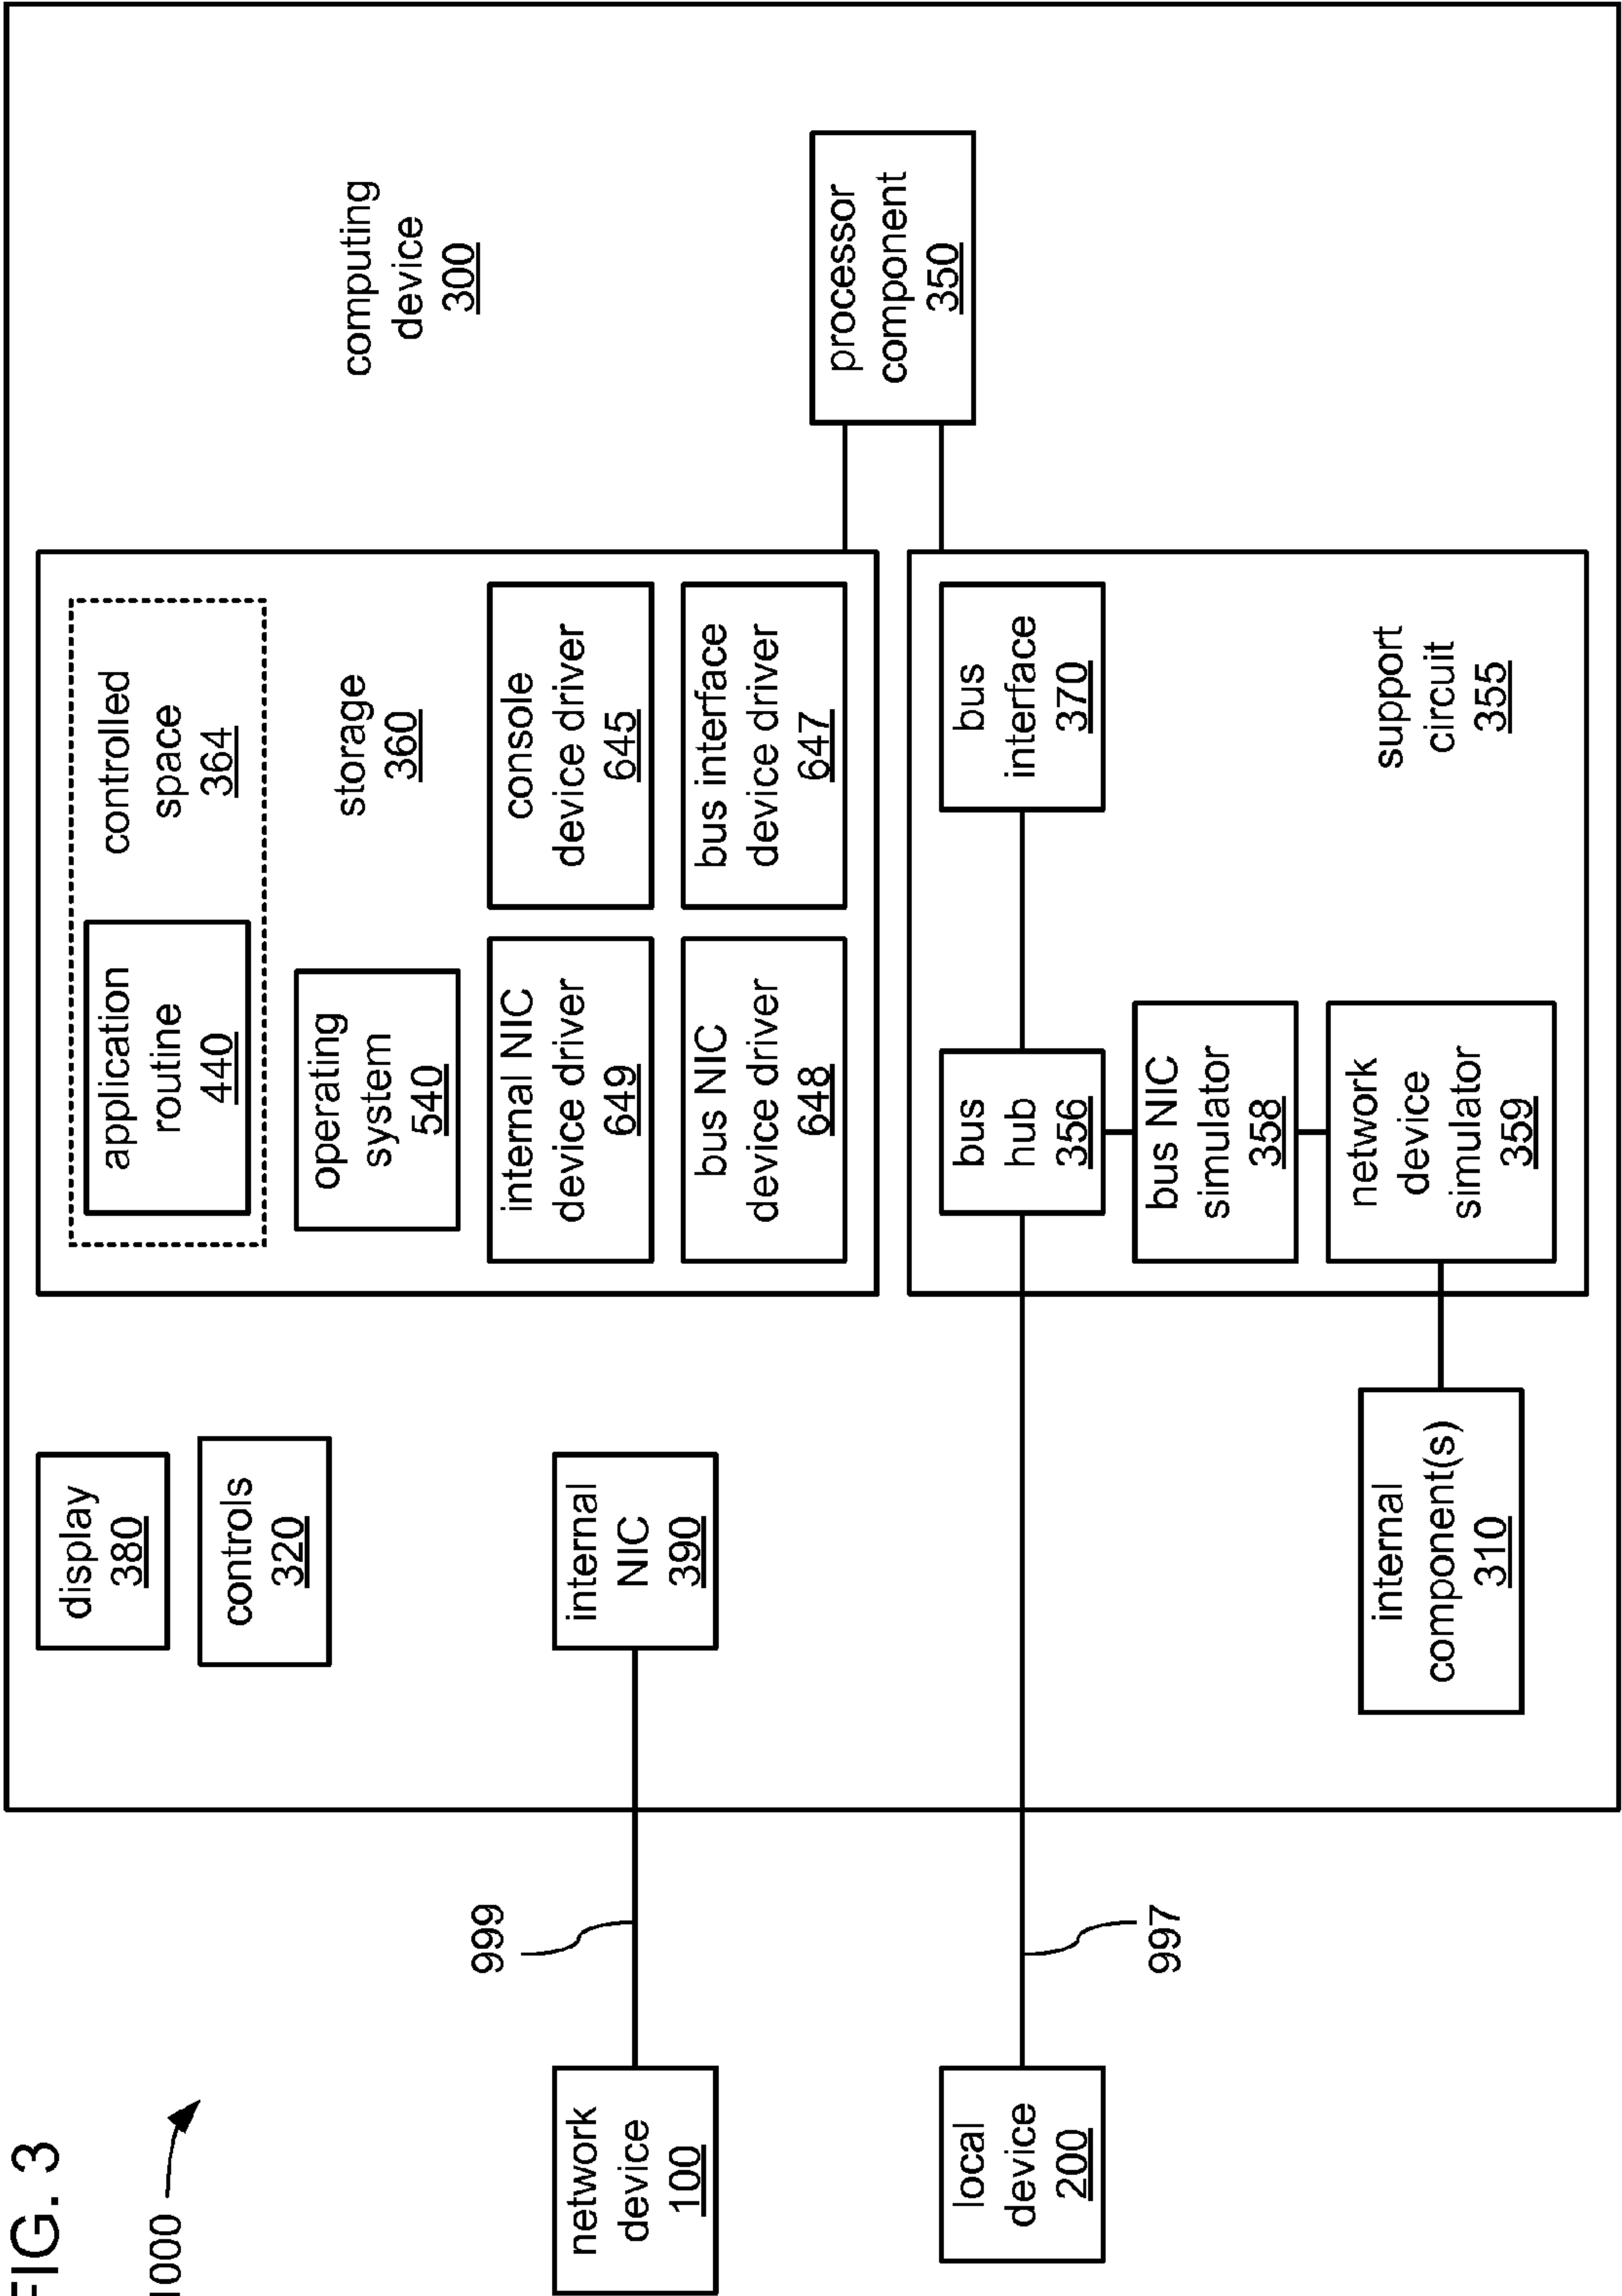 FIG. 3
1000
network
device
100
999
local
device
200
997
display
380
controls
320
internal
NIC
390
internal
component(s)
310
application
routine
440
controlled
space
364
operating
system
540
storage
360
internal NIC
device driver
649
console
device driver
645
bus NIC
device driver
648
bus interface
device driver
647
bus
hub
356
bus
interface
370
bus NIC
simulator
358
network
device
simulator
359
support
circuit
355
computing
device
300
processor
component
350